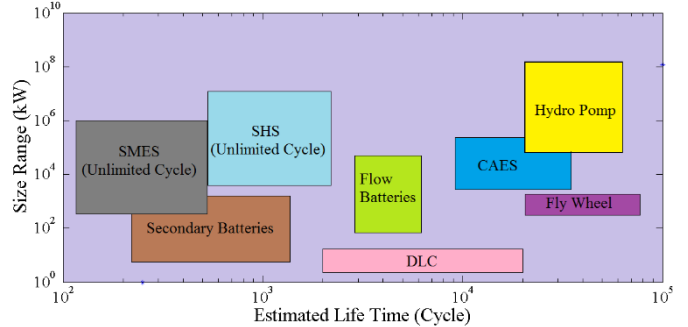 Size Range (kW)
10^10
10^8
10^6
10^4
10^2
10^0
SMES
(Unlimited Cycle)
SHS
(Unlimited Cycle)
Secondary Batteries
Flow
Batteries
DLC
CAES
Hydro Pomp
Fly Wheel
10^2
10^3
10^4
10^5
Estimated Life Time (Cycle)